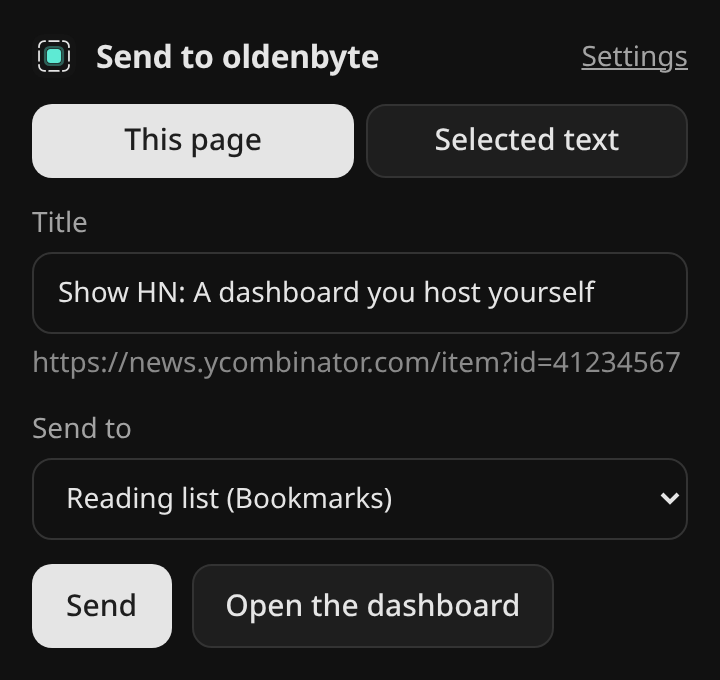 Send to oldenbyte
Settings
This page
Selected text
Title
Show HN: A dashboard you host yourself
https://news.ycombinator.com/item?id=41234567
Send to
Reading list (Bookmarks)
Send
Open the dashboard